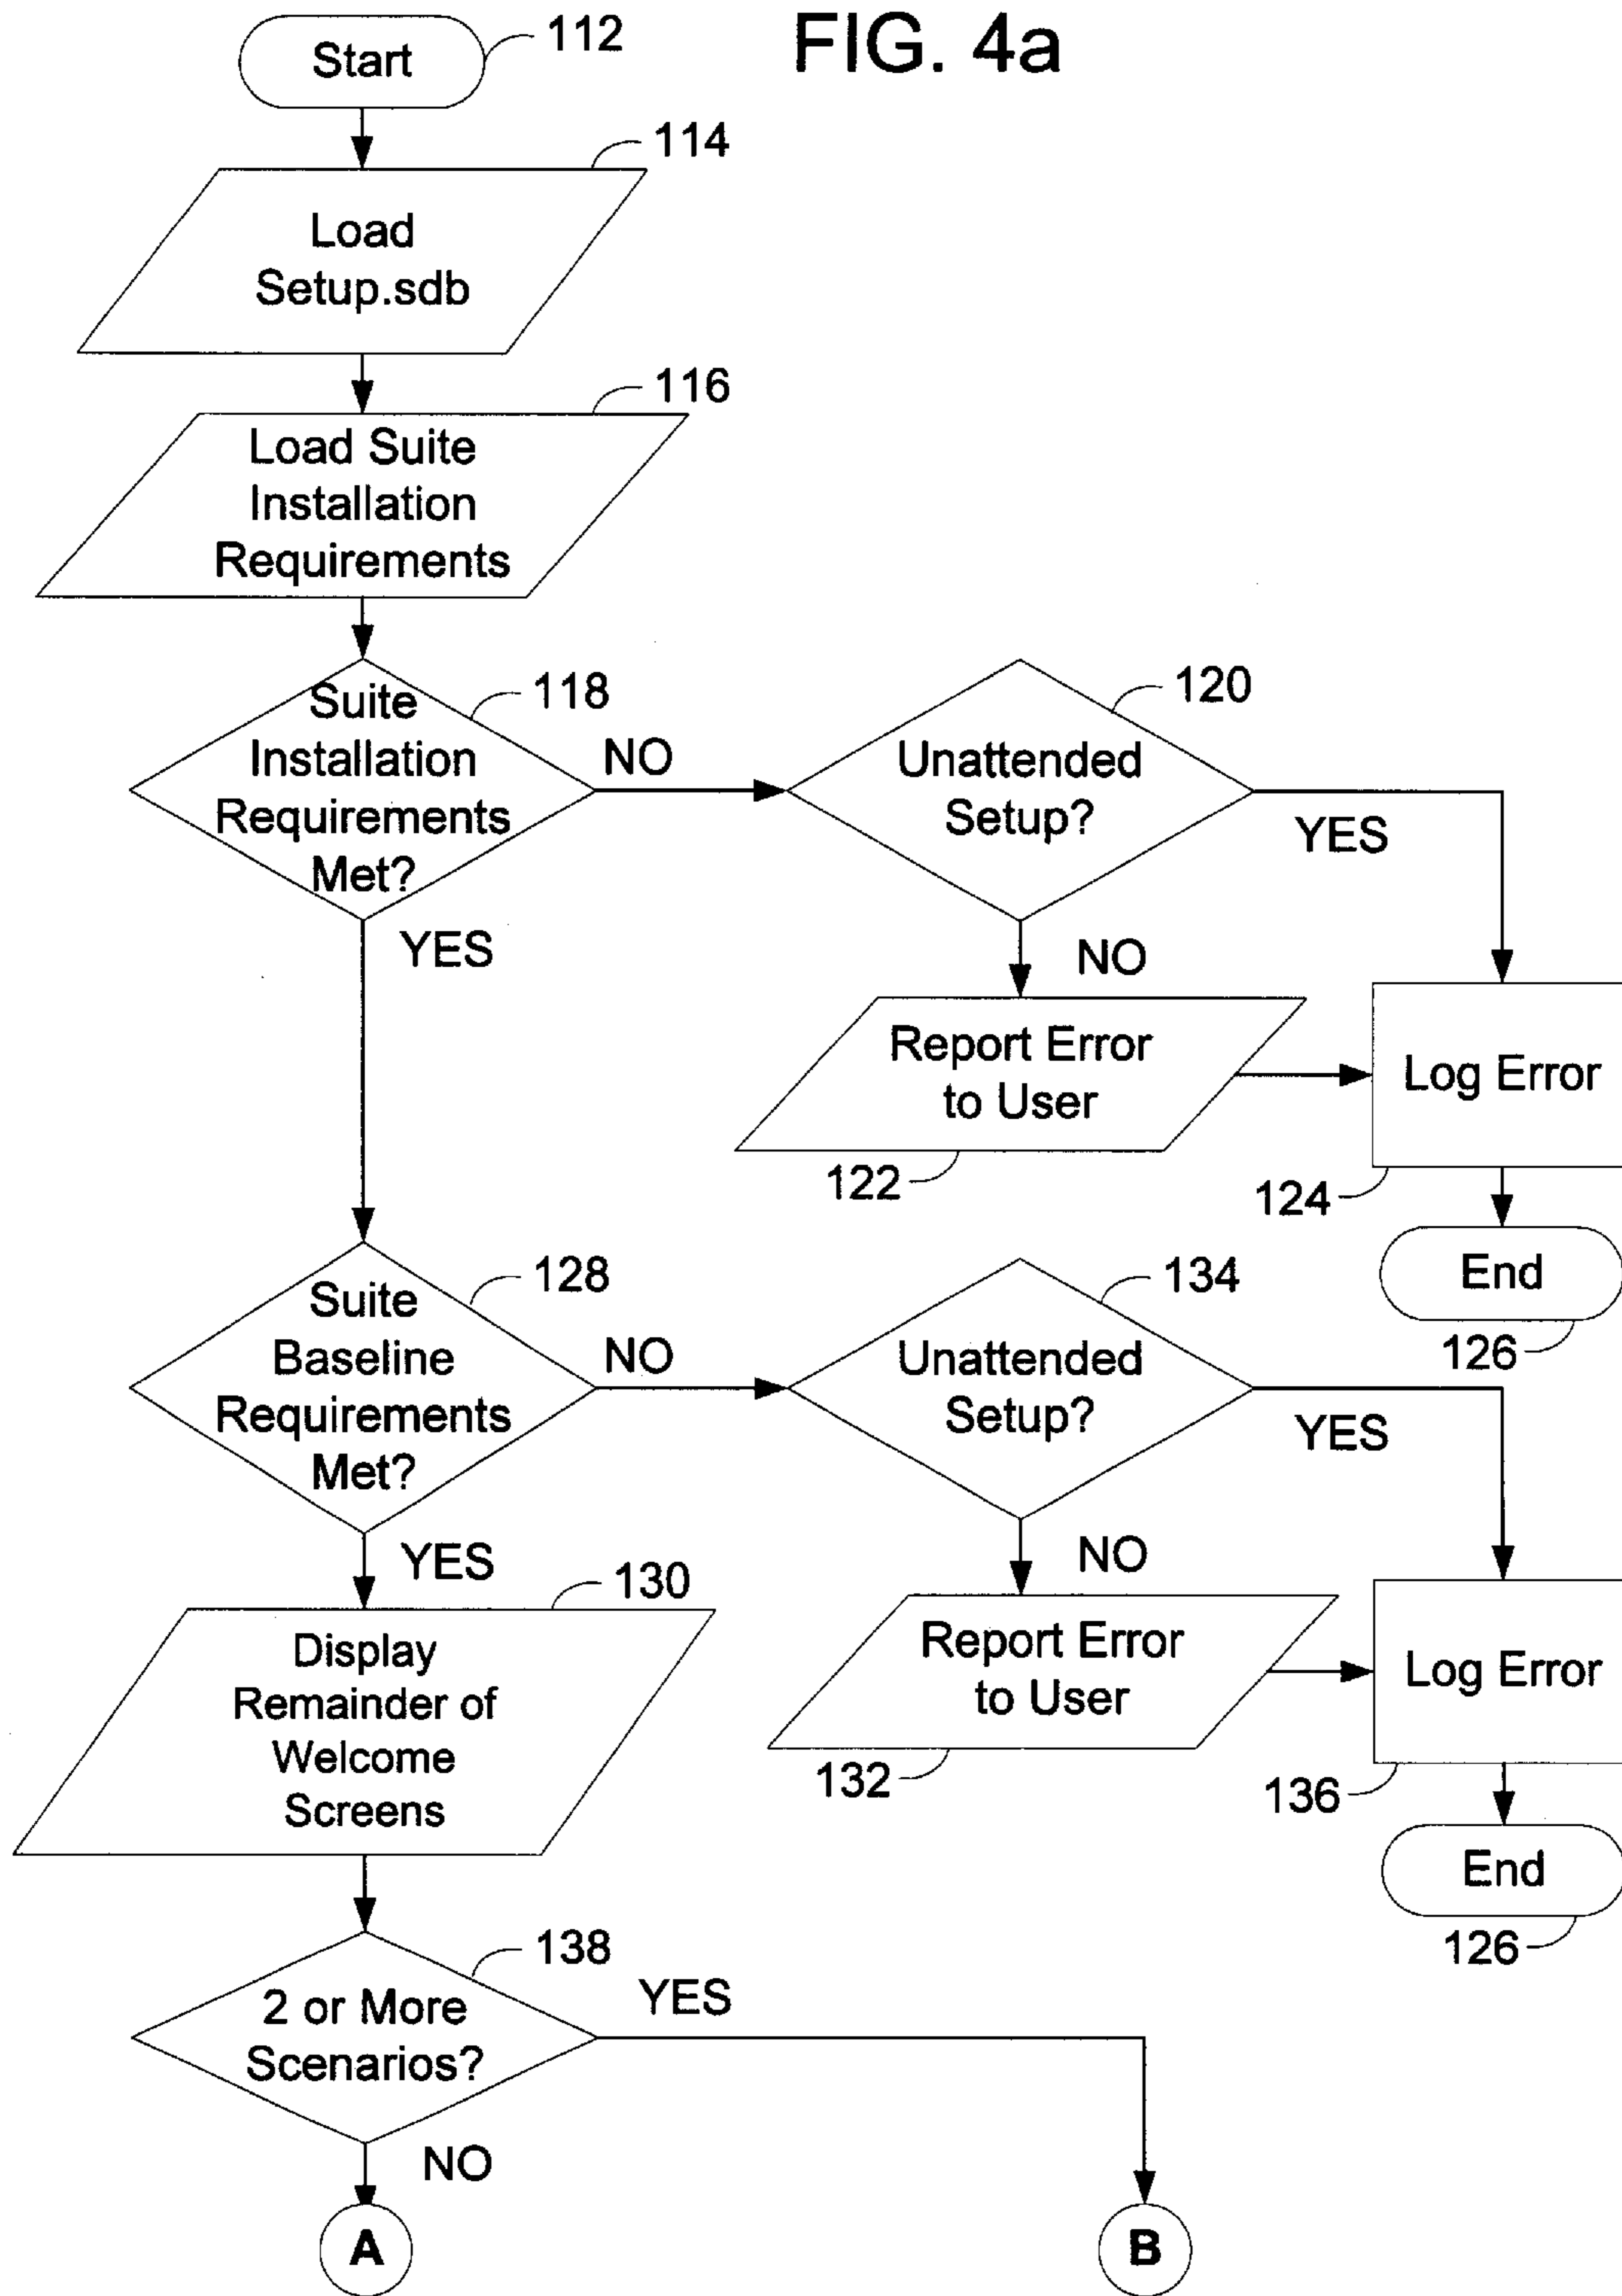 FIG. 4a
Start
112
114
Load
Setup.sdb
116
Load Suite
Installation
Requirements
118
Suite
Installation
Requirements
Met?
NO
YES
120
Unattended
Setup?
YES
NO
Report Error
to User
122
Log Error
124
End
126
128
Suite
Baseline
Requirements
Met?
NO
YES
134
Unattended
Setup?
YES
NO
Report Error
to User
132
Log Error
136
End
126
130
Display
Remainder of
Welcome
Screens
138
2 or More
Scenarios?
YES
NO
A
B